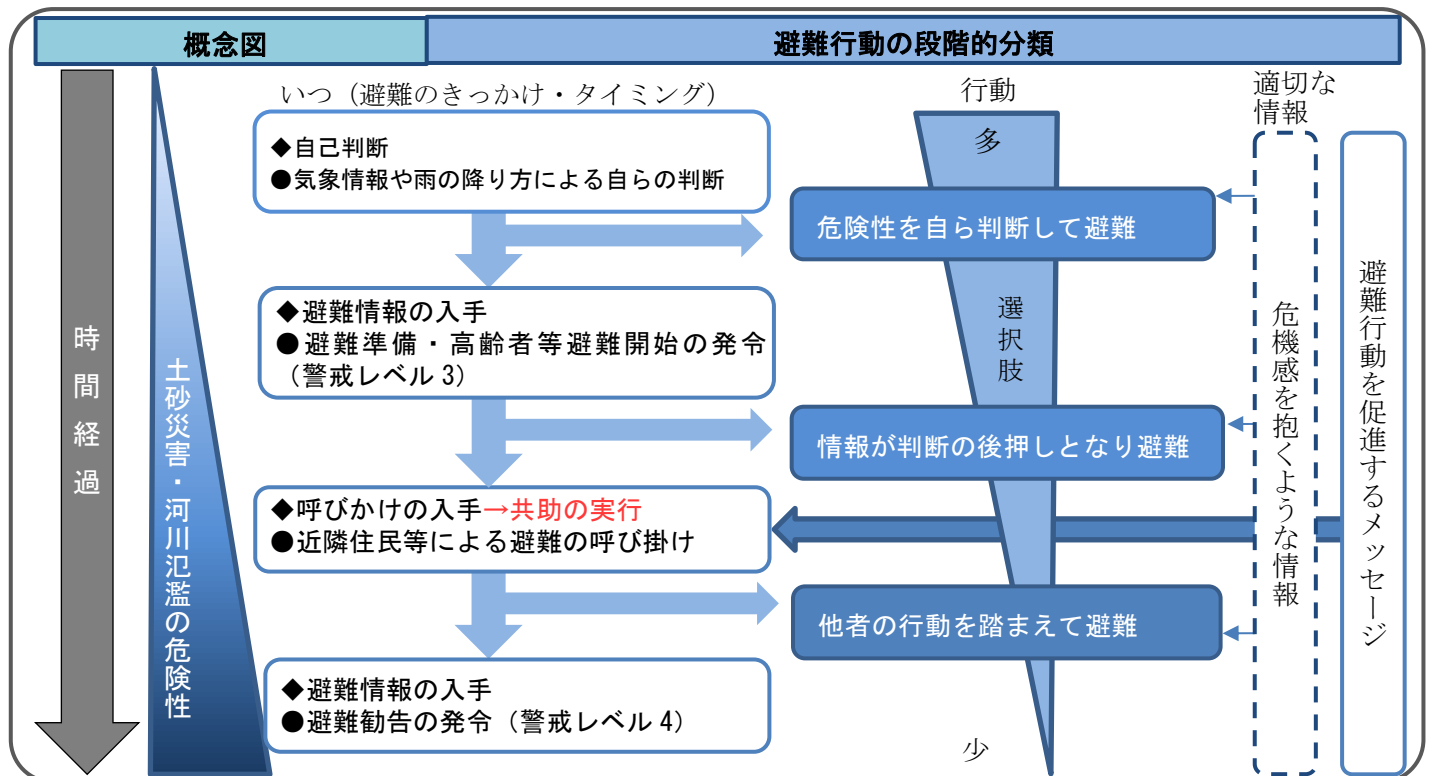 概念図
避難行動の段階的分類
時間経過
土砂災害・河川氾濫の危険性
いつ（避難のきっかけ・タイミング）
◆自己判断
●気象情報や雨の降り方による自らの判断
◆避難情報の入手
●避難準備・高齢者等避難開始の発令
（警戒レベル 3）
◆呼びかけの入手→共助の実行
●近隣住民等による避難の呼び掛け
◆避難情報の入手
●避難勧告の発令（警戒レベル 4）
行動
多
選択肢
少
危険性を自ら判断して避難
情報が判断の後押しとなり避難
他者の行動を踏まえて避難
適切な
情報
危機感を抱くような情報
避難行動を促進するメッセージ